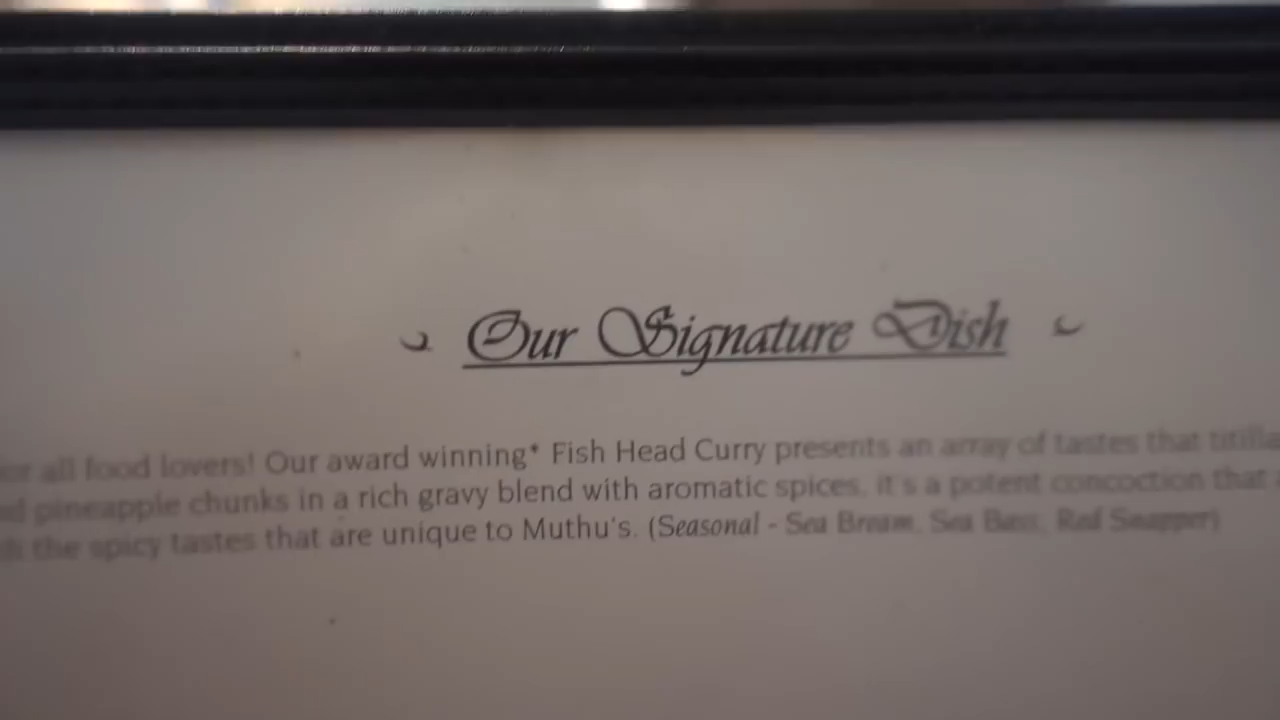 Our Signature Dish
all food lovers! Our award winning* Fish Head Curry presents an array of tastes that
pineapple chunks in a rich gravy blend with aromatic spices, it's a potent concoction that
the spicy tastes that are unique to Muthu's. (Seasonal - Sea Bream, Sea Bass, Red Snapper)